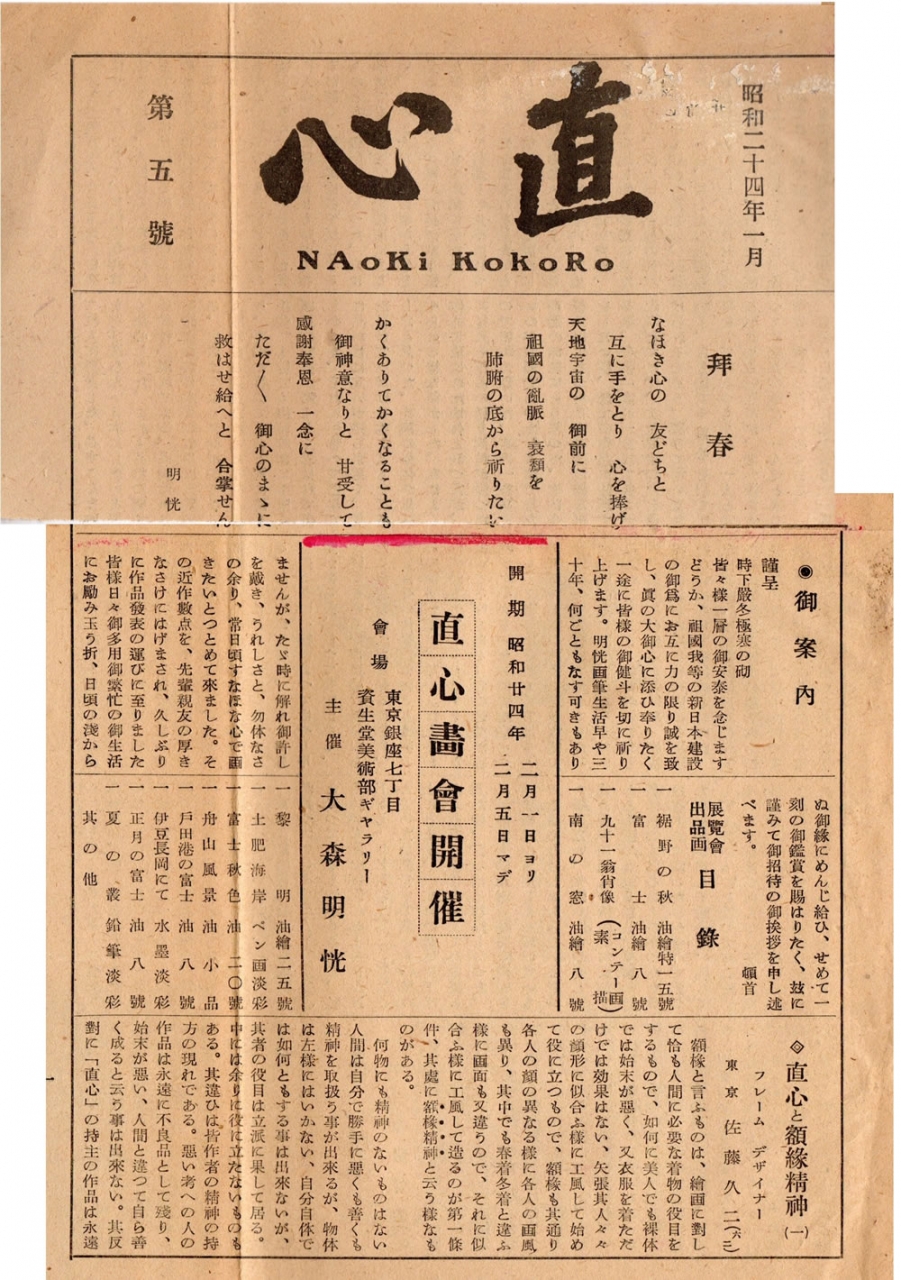 昭和二十四年一月
直心
NAoKi KoKoRo
第五號
拜春
なほき心の 友どちと
互に手をとり 心を捧げ
天地宇宙の 御前に
祖國の亂脈 衰頽を
肺腑の底から祈りたい
かくありてかくなることも
御神意なりと 甘受して
感謝奉恩 一念に
ただ〱 御心のまゝに
救はせ給へと 合掌せん
明恍
◉御案内
謹呈
時下嚴冬極寒の砌
皆々樣一層の御安泰を念じます
どうか、祖國我等の新日本建設
の御爲にお互に力の限り誠を致
し、眞の大御心に添ひ奉りたく
一途に皆樣の御健斗を切に祈り
上げます。明恍画筆生活早や三
十年、何ごともなす可きもあり
ませんが、たゞ時に解れ御許し
を戴き、うれしさと、勿体なさ
の余り、常日頃すなほな心で画
きたいとつとめて來ました。そ
の近作數点を、先輩親友の厚き
なさけにはげまされ、久しぶり
に作品發表の運びに至りました
皆樣日々御多用御繁忙の御生活
にお勵み玉う折、日頃の淺から
ぬ御緣にめんじ給ひ、せめて一
刻の御鑑賞を賜はりたく、玆に
謹みて御招待の御挨拶を申し述
べます。 頓首
開期 昭和廿四年 二月一日ヨリ
二月五日マデ
直心畫會開催
會場 東京銀座七丁目
資生堂美術部ギャラリー
主催 大森明恍
展覽會
出品画 目錄
一 裾野の秋 油繪特一五號
一 富士 油繪 八號
一 九十一翁肖像 (コンテー画 素描)
一 南の窓 油繪 八號
一 黎明 油繪二五號
一 土肥海岸 ペン画淡彩
一 富士秋色 油 二〇號
一 舟山風景 油 小品
一 戸田港の富士 油 八號
一 伊豆長岡にて 水墨淡彩
一 正月の富士 油 八號
一 夏の叢 鉛筆淡彩
其の他
◈直心と額緣精神(一)
フレーム デザイナー
東京 佐藤久二(六二)
額椽と言ふものは、繪画に對し
て恰も人間に必要な着物の役目を
するもので、如何に美人でも裸体
では始末が惡く、又衣服を着ただ
けでは効果はない、矢張其人々々
の顔形に似合ふ樣に工風して始め
て役に立つもので、額椽も其通り
各人の顔の異なる樣に各人の画風
も異り、其中でも春着冬着と違ふ
樣に画面も又違うので、それに似
合ふ樣に工風して造るのが第一條
件、其處に額椽精神と云う樣なも
のがある。
何物にも精神のないものはない
人間は自分で勝手に惡くも善くも
精神を取扱う事が出來るが、物体
は左樣にはいかない、自分自体で
は如何ともする事は出來ないが、
其者の役目は立派に果して居る。
中には余りに役に立たないものも
ある。其違ひは皆作者の精神の持
方の現れである。惡い考への人の
作品は永遠に不良品として殘り、
始末が惡い、人間と違つて自ら善
く成ると云う事は出來ない。其反
對に「直心」の持主の作品は永遠